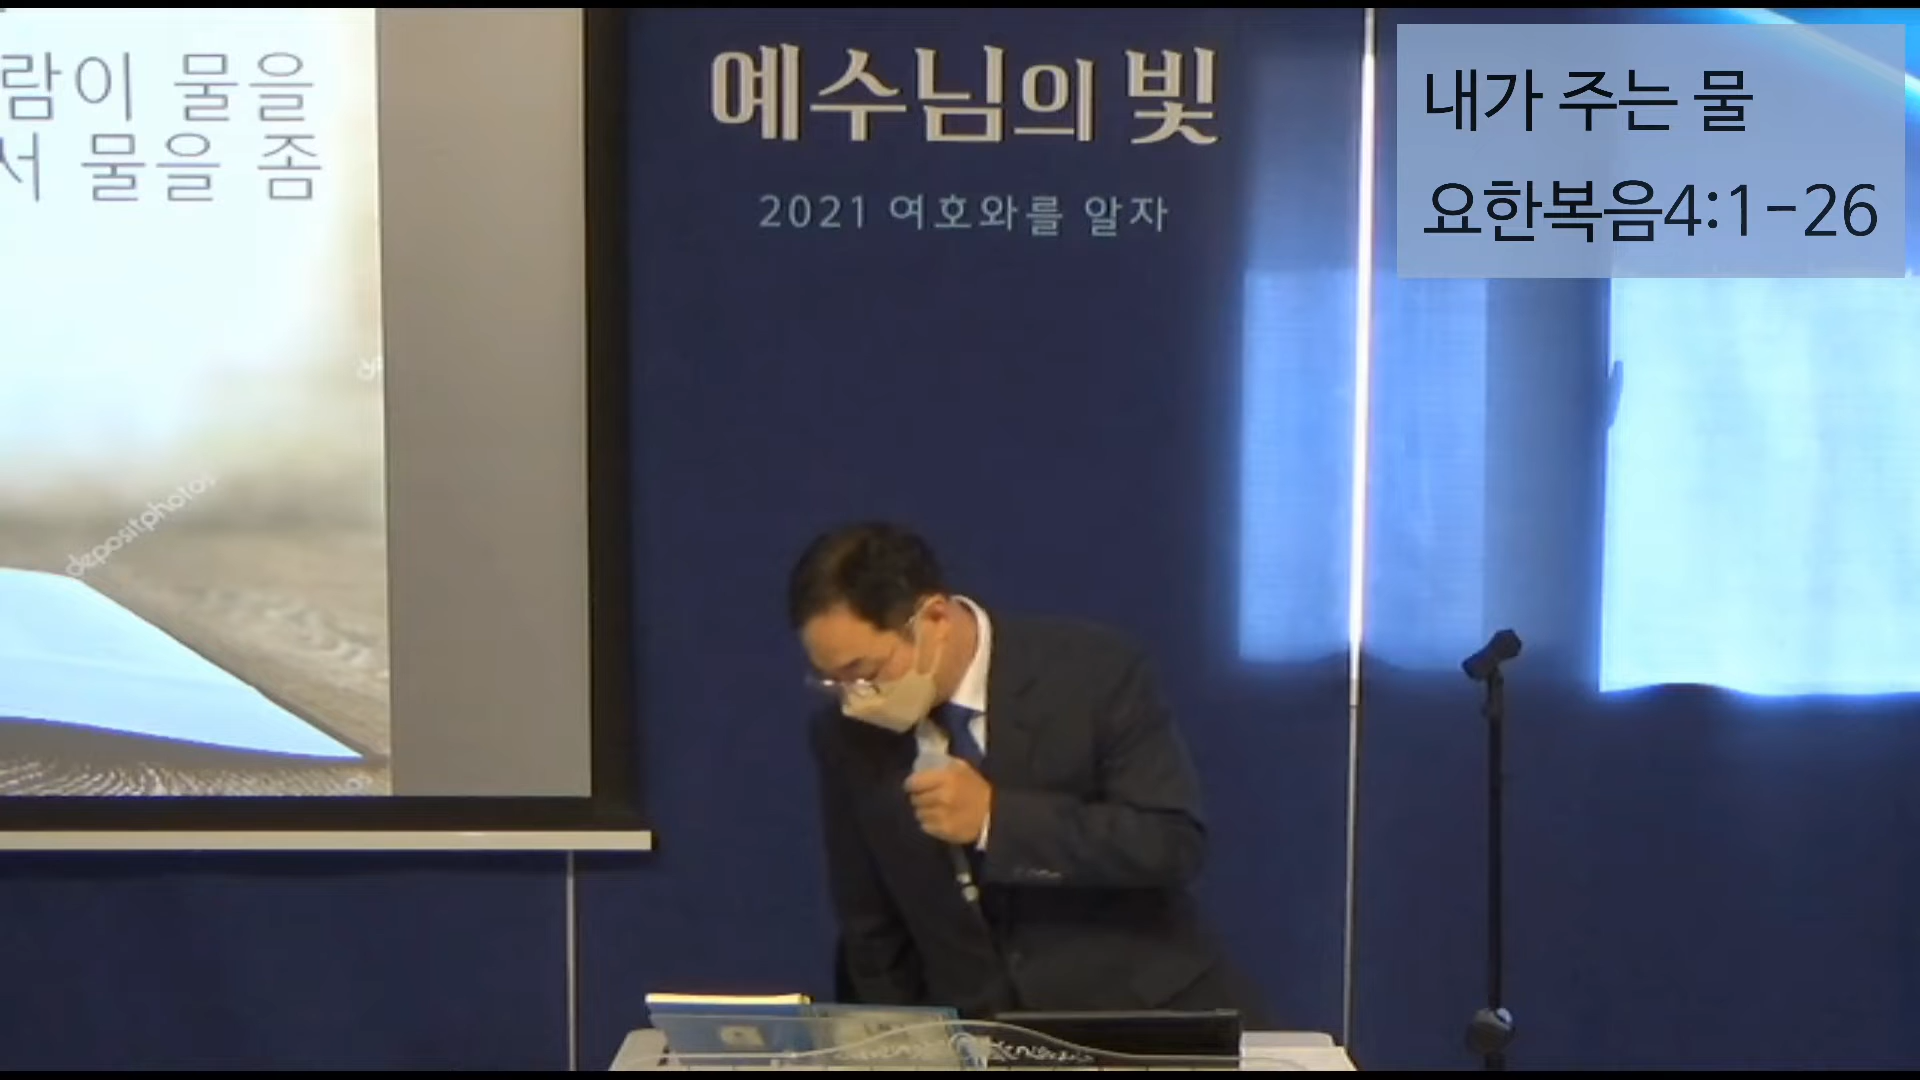 람이 물을
서 물을 좀
예수님의 빛
2021 여호와를 알자
내가 주는 물
요한복음4:1-26
depositphotos